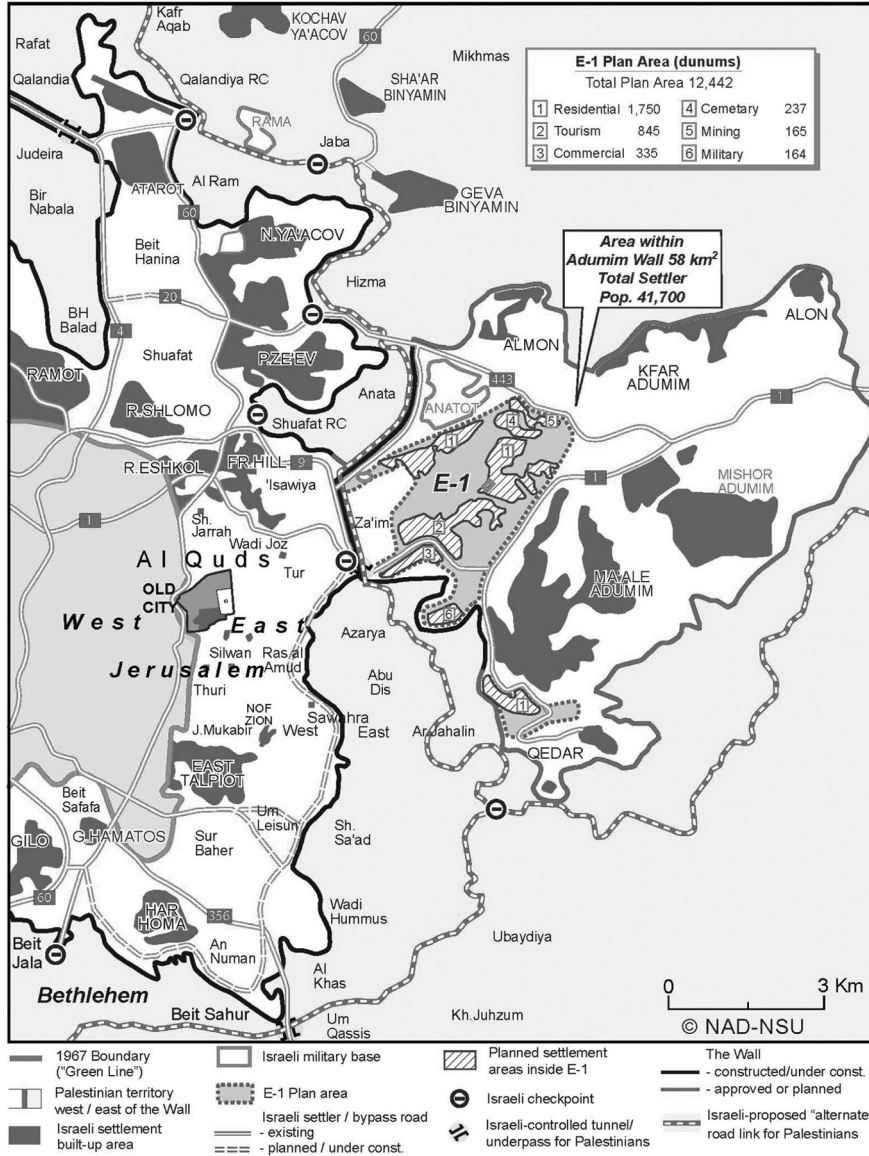 Kafr
Aqab
KOCHAV
YA'ACOV
60
Rafat
Mikhmas
Qalandia
Qalandiya RC
SHA'AR
BINYAMIN
RAMA
Jaba
Judeira
Al Ram
ATAROT
Bir
Nabala
GEVA
BINYAMIN
60
N.YA'ACOV
Beit
Hanina
Hizma
20
BH
Balad
4
Shuafat
RAMOT
P.ZE'EV
R.SHLOMO
Anata
Shuafat RC
E-1 Plan Area (dunums)
Total Plan Area 12,442
1 Residential 1,750
2 Tourism 845
3 Commercial 335
4 Cemetary 237
5 Mining 165
6 Military 164
Area within
Adumim Wall 58 km²
Total Settler
Pop. 41,700
ALMON
ALON
KFAR
ADUMIM
443
ANATOT
1
4
5
1
1
E-1
1
MISHOR
ADUMIM
R.ESHKOL
FR.HILL
9
'Isawiya
1
Sh.
Jarrah
Wadi Joz
Za'im
2
3
Al Quds
Tur
OLD
CITY
West
East
Jerusalem
MA'ALE
ADUMIM
6
Azarya
Silwan
Ras al
Amud
Abu
Dis
Thuri
NOF
ZION
J.Mukabir
Sawahra
West
East
Ar Jahalin
1
QEDAR
EAST
TALPIOT
Beit
Safafa
Um
Leisun
GILO
G.HAMATOS
Sur
Baher
Sh.
Sa'ad
60
HAR
HOMA
356
Wadi
Hummus
Beit
Jala
An
Numan
Ubaydiya
Al
Khas
Bethlehem
Beit Sahur
Um
Qassis
Kh.Juhzum
0 3 Km
© NAD-NSU
1967 Boundary
("Green Line")
Palestinian territory
west / east of the Wall
Israeli settlement
built-up area
Israeli military base
E-1 Plan area
Israeli settler / bypass road
- existing
- planned / under const.
Planned settlement
areas inside E-1
Israeli checkpoint
Israeli-controlled tunnel/
underpass for Palestinians
The Wall
- constructed/under const.
- approved or planned
Israeli-proposed "alternate"
road link for Palestinians